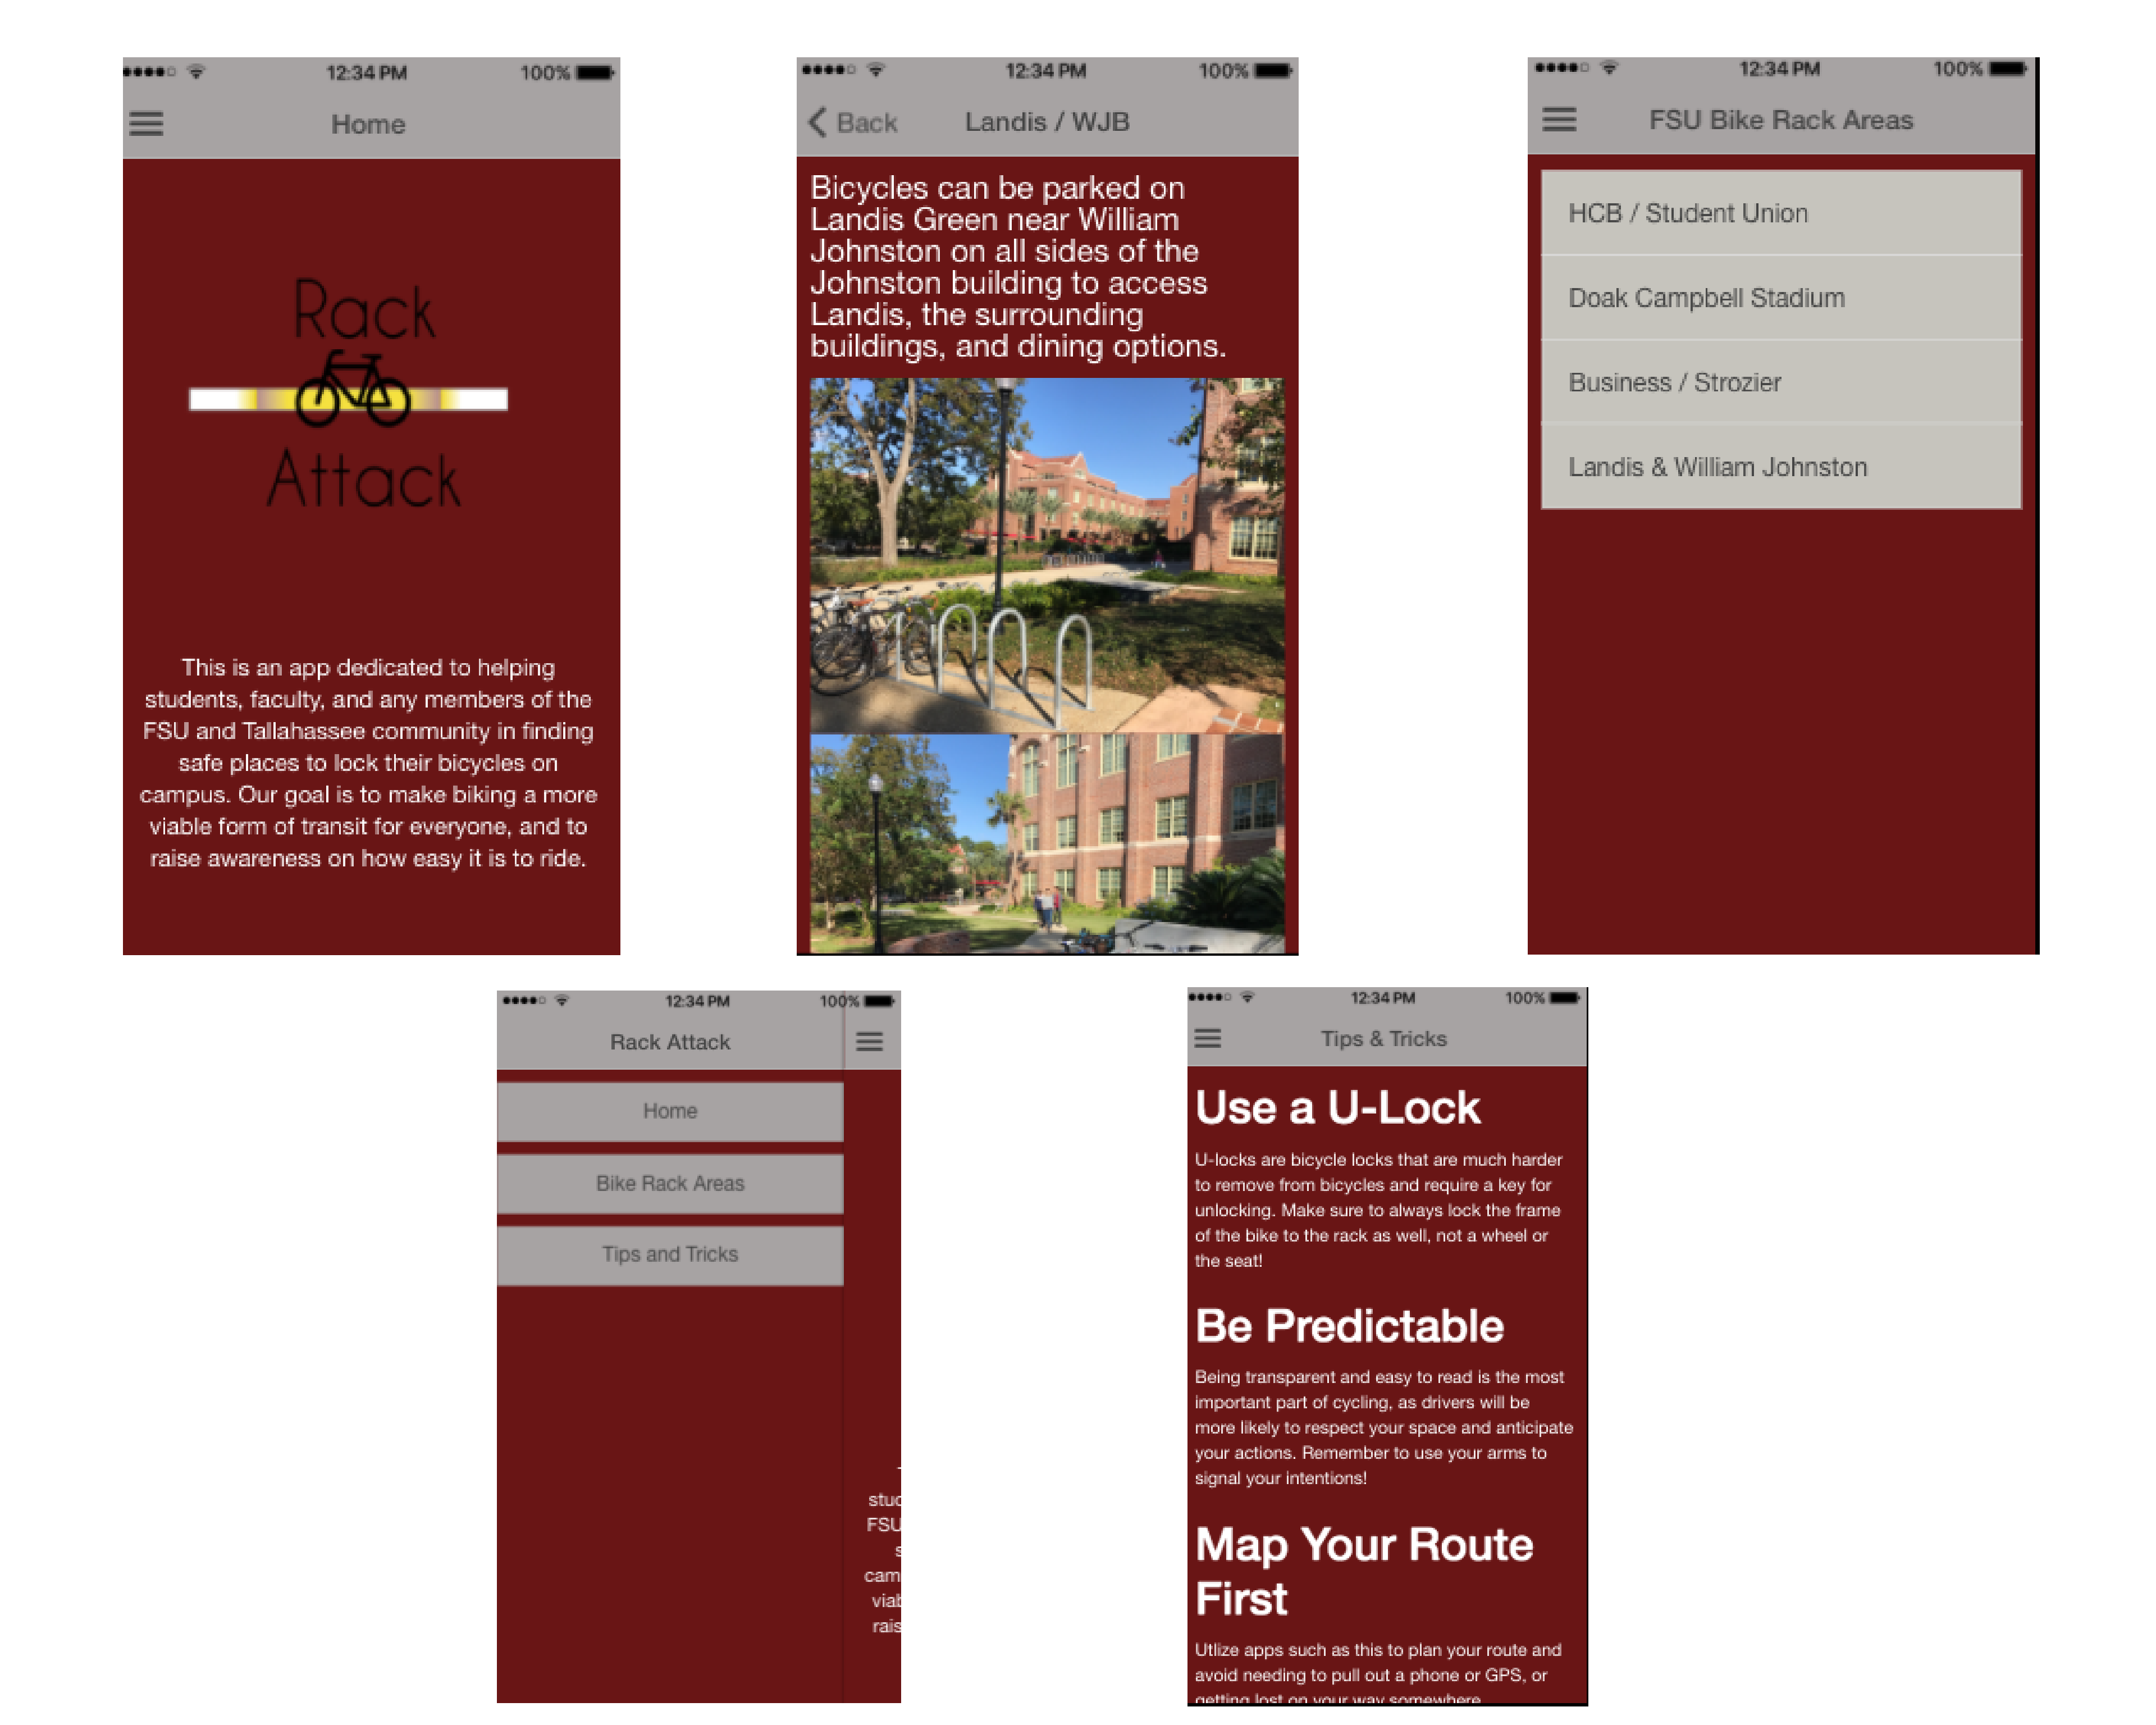 12:34 PM 100%
Home
Rack
Attack
This is an app dedicated to helping
students, faculty, and any members of the
FSU and Tallahassee community in finding
safe places to lock their bicycles on
campus. Our goal is to make biking a more
viable form of transit for everyone, and to
raise awareness on how easy it is to ride.
12:34 PM 100%
Back Landis / WJB
Bicycles can be parked on
Landis Green near William
Johnston on all sides of the
Johnston building to access
Landis, the surrounding
buildings, and dining options.
12:34 PM 100%
FSU Bike Rack Areas
HCB / Student Union
Doak Campbell Stadium
Business / Strozier
Landis & William Johnston
12:34 PM 100%
Rack Attack
Home
Bike Rack Areas
Tips and Tricks
stud
FSU
s
cam
viab
rais
12:34 PM 100%
Tips & Tricks
Use a U-Lock
U-locks are bicycle locks that are much harder
to remove from bicycles and require a key for
unlocking. Make sure to always lock the frame
of the bike to the rack as well, not a wheel or
the seat!
Be Predictable
Being transparent and easy to read is the most
important part of cycling, as drivers will be
more likely to respect your space and anticipate
your actions. Remember to use your arms to
signal your intentions!
Map Your Route
First
Utlize apps such as this to plan your route and
avoid needing to pull out a phone or GPS, or
getting lost on your way somewhere